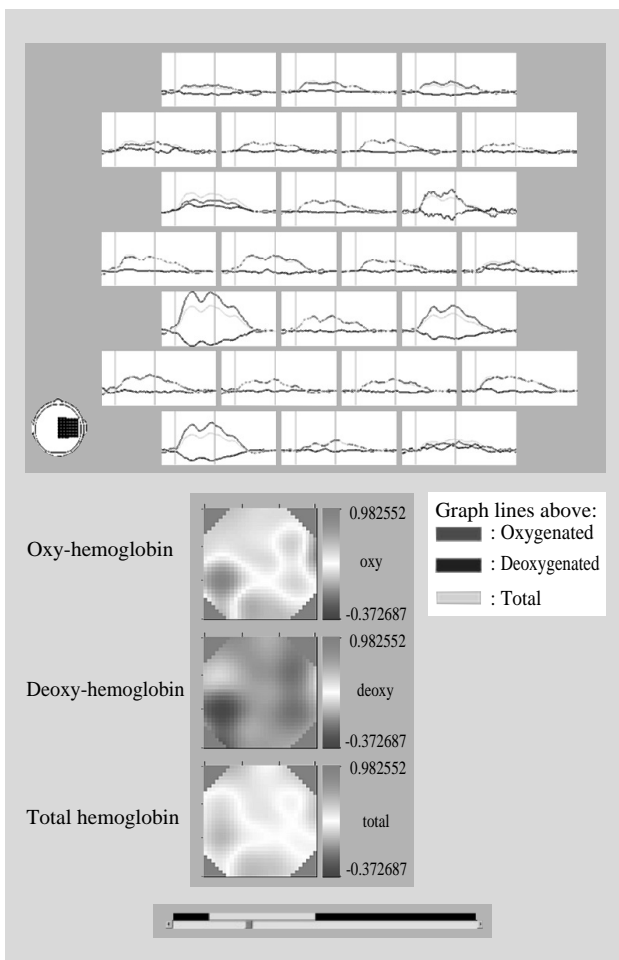 Graph lines above:
: Oxygenated
: Deoxygenated
: Total
Oxy-hemoglobin
0.982552
oxy
-0.372687
Deoxy-hemoglobin
0.982552
deoxy
-0.372687
Total hemoglobin
0.982552
total
-0.372687